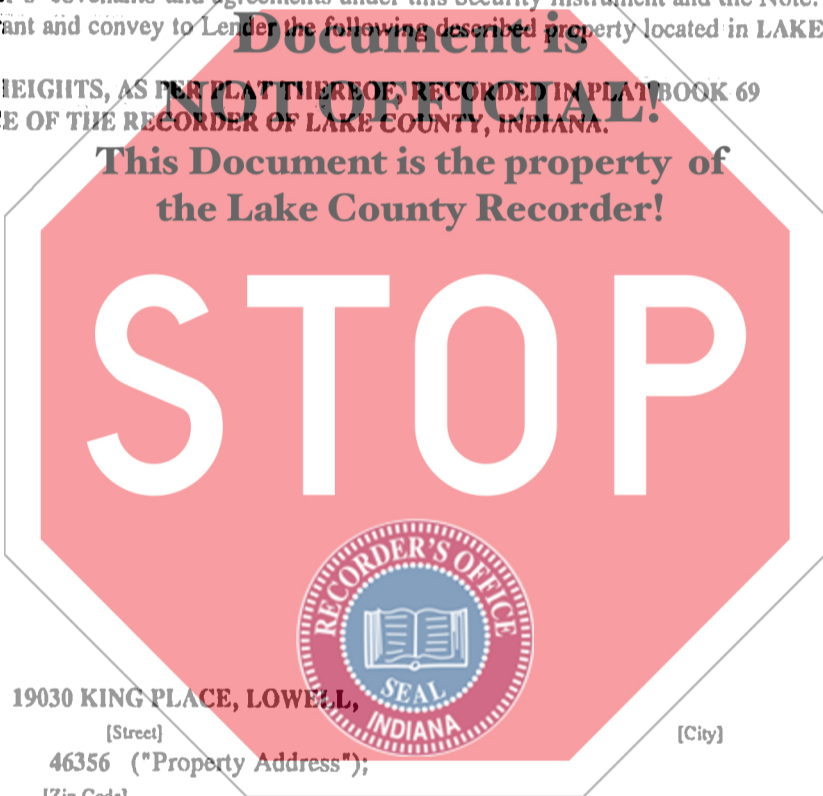 covenants and agreements under this Security Instrument and the Note.
ant and convey to Lender the following described property located in LAKE
Document is
HEIGHTS, AS PER PLAT THEREOF, RECORDED IN PLAT BOOK 69
NOT OFFICIAL!
E OF THE RECORDER OF LAKE COUNTY, INDIANA.
This Document is the property of
the Lake County Recorder!
STOP
RECORDER'S OFFICE
SEAL
INDIANA
19030 KING PLACE, LOWELL,
[Street] [City]
46356 ("Property Address");
[Zip Code]